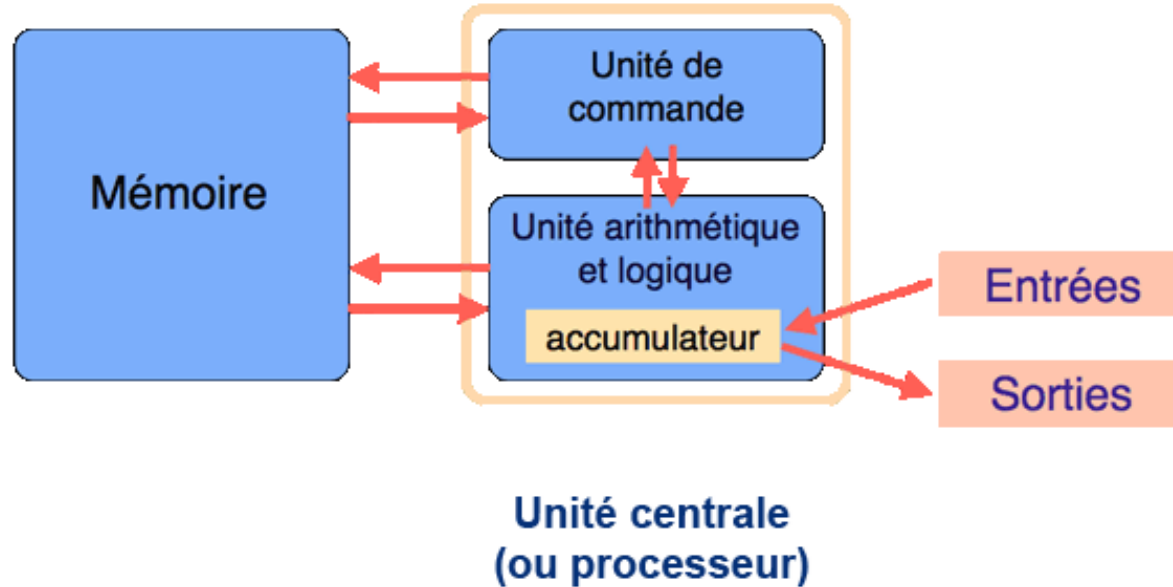 Unité de
commande
Mémoire
Unité arithmétique
et logique
accumulateur
Entrées
Sorties
Unité centrale
(ou processeur)